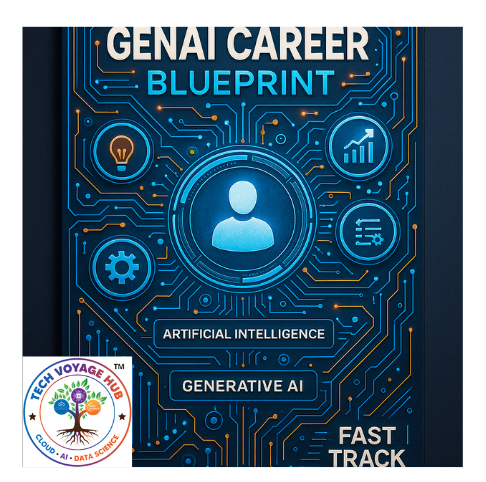 GENAI CAREER
BLUEPRINT
ARTIFICIAL INTELLIGENCE
GENERATIVE AI
FAST
TRACK
TECH VOYAGE HUB
TM
CLOUD • AI • DATA SCIENCE